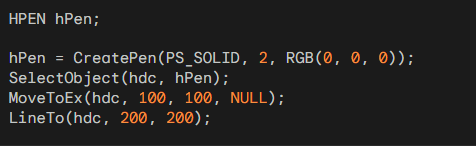 HPEN hPen;
hPen = CreatePen(PS_SOLID, 2, RGB(0, 0, 0));
SelectObject(hdc, hPen);
MoveToEx(hdc, 100, 100, NULL);
LineTo(hdc, 200, 200);